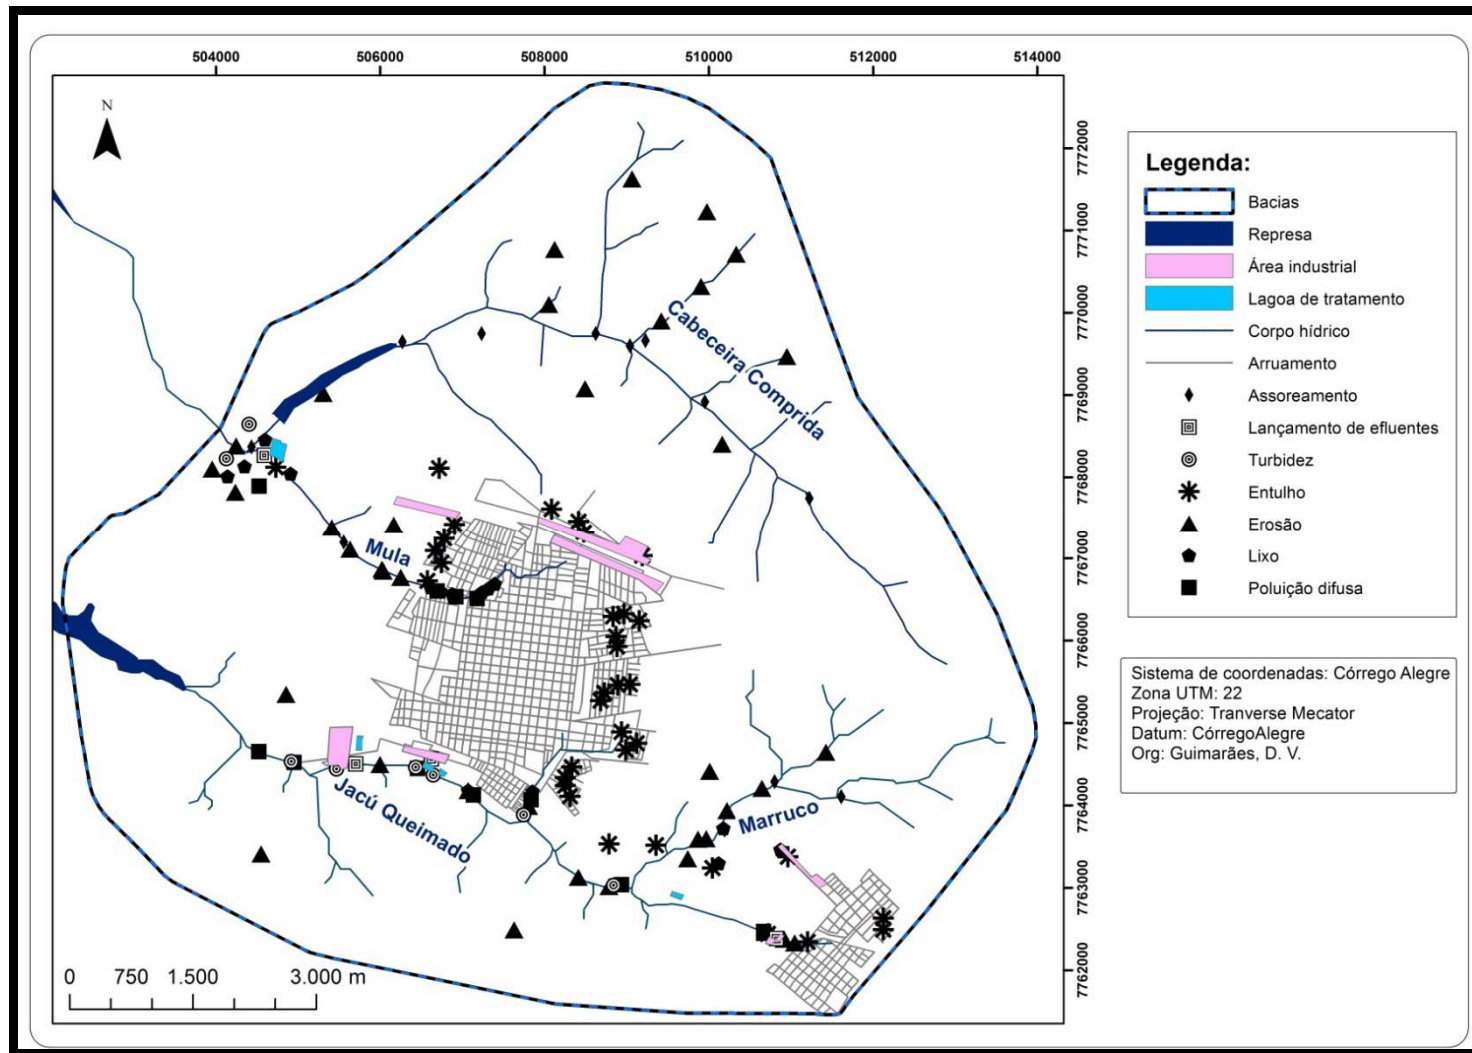 504000 506000 508000 510000 512000 514000
N
7772000
7771000
7770000
7769000
7768000
7767000
7766000
7765000
7764000
7763000
7762000
Cabeceira Comprida
Mula
Jacú Queimado
Marruco
0 750 1.500 3.000 m
Legenda:
Bacias
Represa
Área industrial
Lagoa de tratamento
Corpo hídrico
Arruamento
Assoreamento
Lançamento de efluentes
Turbidez
Entulho
Erosão
Lixo
Poluição difusa
Sistema de coordenadas: Córrego Alegre
Zona UTM: 22
Projeção: Tranverse Mecator
Datum: CórregoAlegre
Org: Guimarães, D. V.